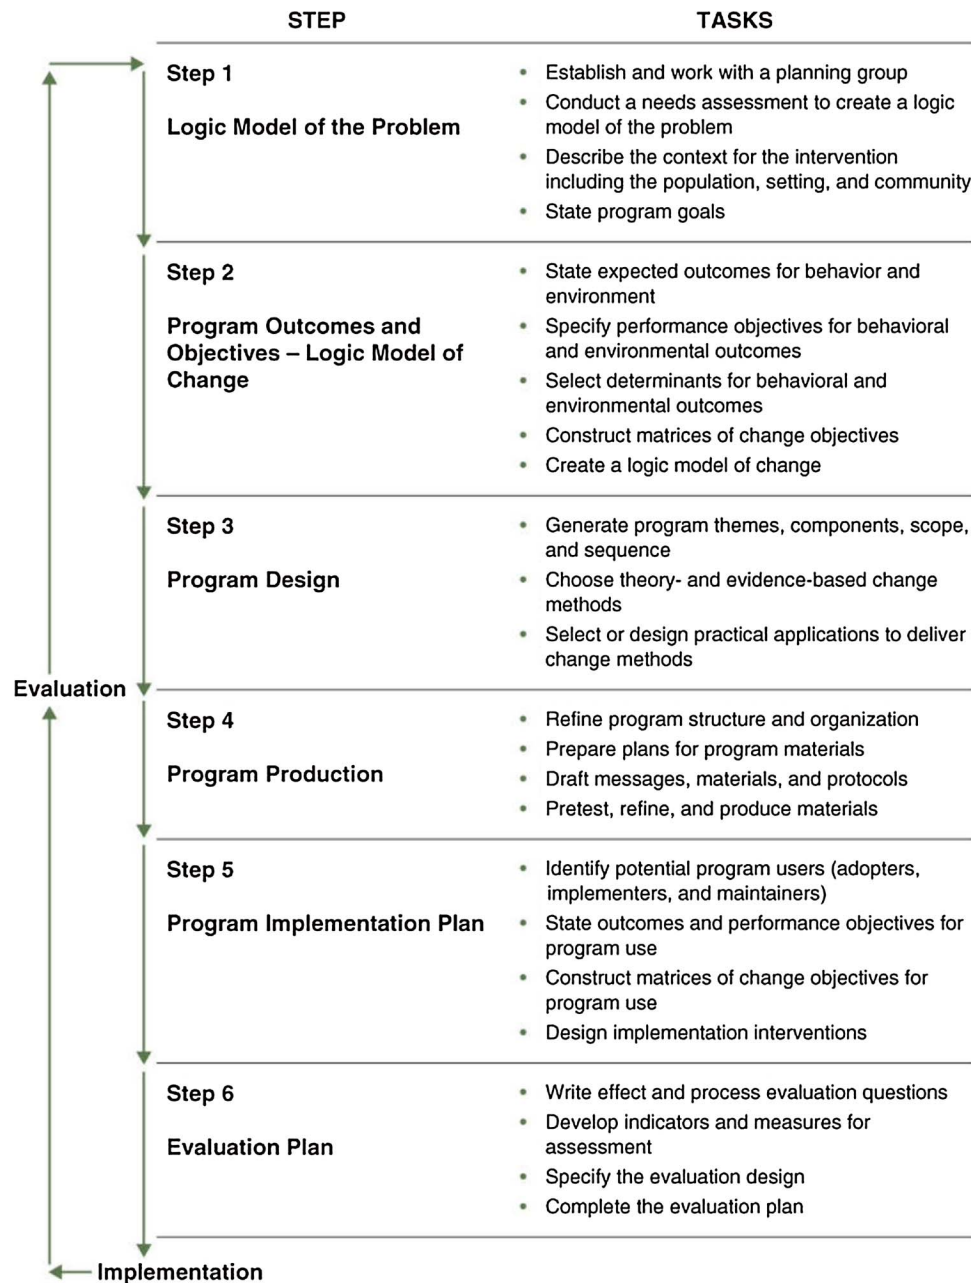 STEP TASKS
Step 1
Logic Model of the Problem
• Establish and work with a planning group
• Conduct a needs assessment to create a logic
model of the problem
• Describe the context for the intervention
including the population, setting, and community
• State program goals
Step 2
Program Outcomes and
Objectives – Logic Model of
Change
• State expected outcomes for behavior and
environment
• Specify performance objectives for behavioral
and environmental outcomes
• Select determinants for behavioral and
environmental outcomes
• Construct matrices of change objectives
• Create a logic model of change
Step 3
Program Design
• Generate program themes, components, scope,
and sequence
• Choose theory- and evidence-based change
methods
• Select or design practical applications to deliver
change methods
Evaluation
Step 4
Program Production
• Refine program structure and organization
• Prepare plans for program materials
• Draft messages, materials, and protocols
• Pretest, refine, and produce materials
Step 5
Program Implementation Plan
• Identify potential program users (adopters,
implementers, and maintainers)
• State outcomes and performance objectives for
program use
• Construct matrices of change objectives for
program use
• Design implementation interventions
Step 6
Evaluation Plan
• Write effect and process evaluation questions
• Develop indicators and measures for
assessment
• Specify the evaluation design
• Complete the evaluation plan
Implementation